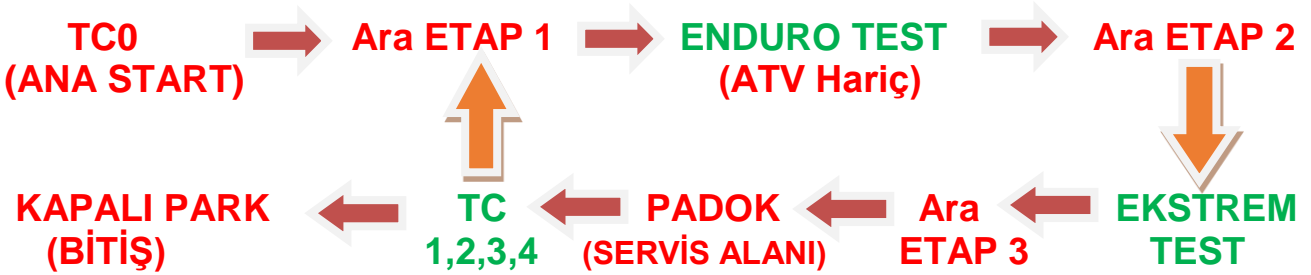 TC0
(ANA START)
Ara ETAP 1
ENDURO TEST
(ATV Hariç)
Ara ETAP 2
KAPALI PARK
(BİTİŞ)
TC
1,2,3,4
PADOK
(SERVİS ALANI)
Ara
ETAP 3
EKSTREM
TEST